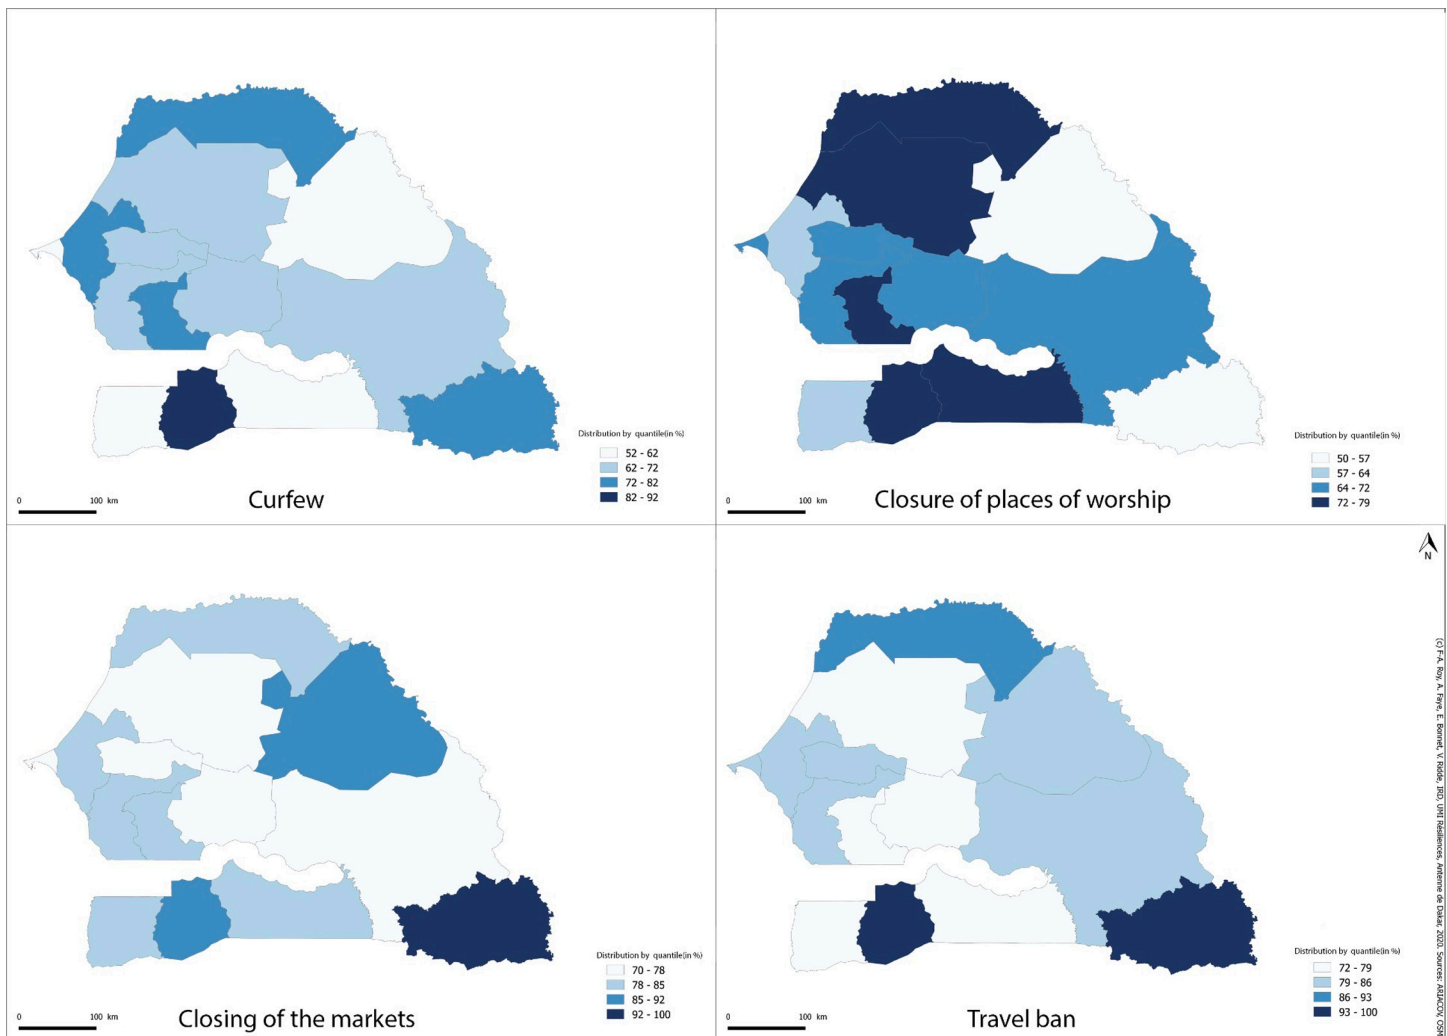 Distribution by quantile(in %)
52 - 62
62 - 72
72 - 82
82 - 92
0 100 km
Curfew
Distribution by quantile(in %)
50 - 57
57 - 64
64 - 72
72 - 79
0 100 km
Closure of places of worship
Distribution by quantile(in %)
70 - 78
78 - 85
85 - 92
92 - 100
0 100 km
Closing of the markets
N
Distribution by quantile(in %)
72 - 79
79 - 86
86 - 93
93 - 100
0 100 km
Travel ban
(c) F-A. Roy, A. Faye, E. Bonnet, V. Ridde, IRD, UMI Résiliences, Antenne de Dakar, 2020. Sources: ARIACOV, OSM